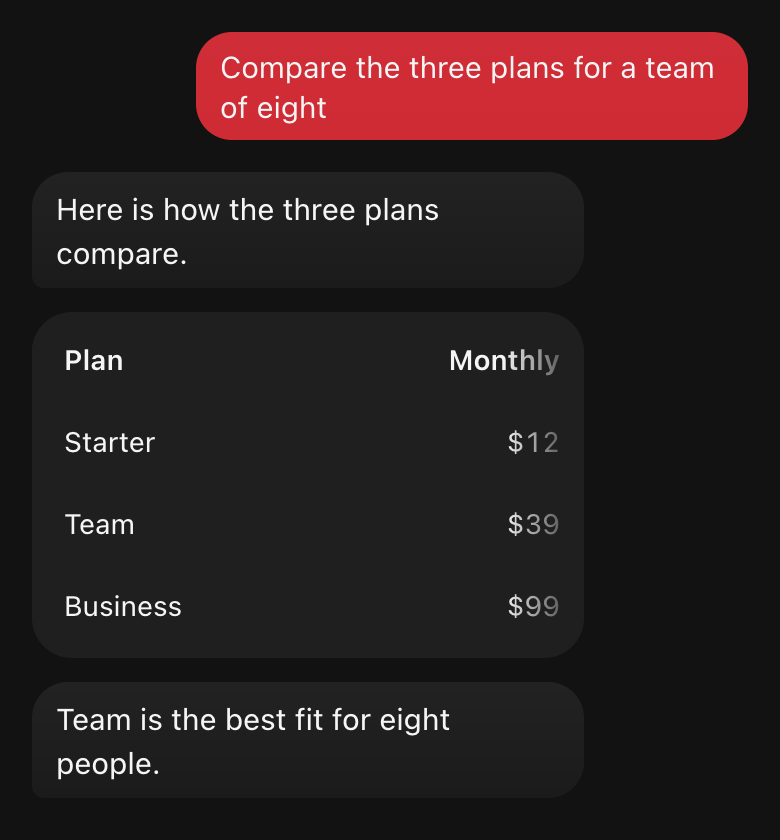 Compare the three plans for a team
of eight
Here is how the three plans
compare.
Plan Monthly
Starter $12
Team $39
Business $99
Team is the best fit for eight
people.